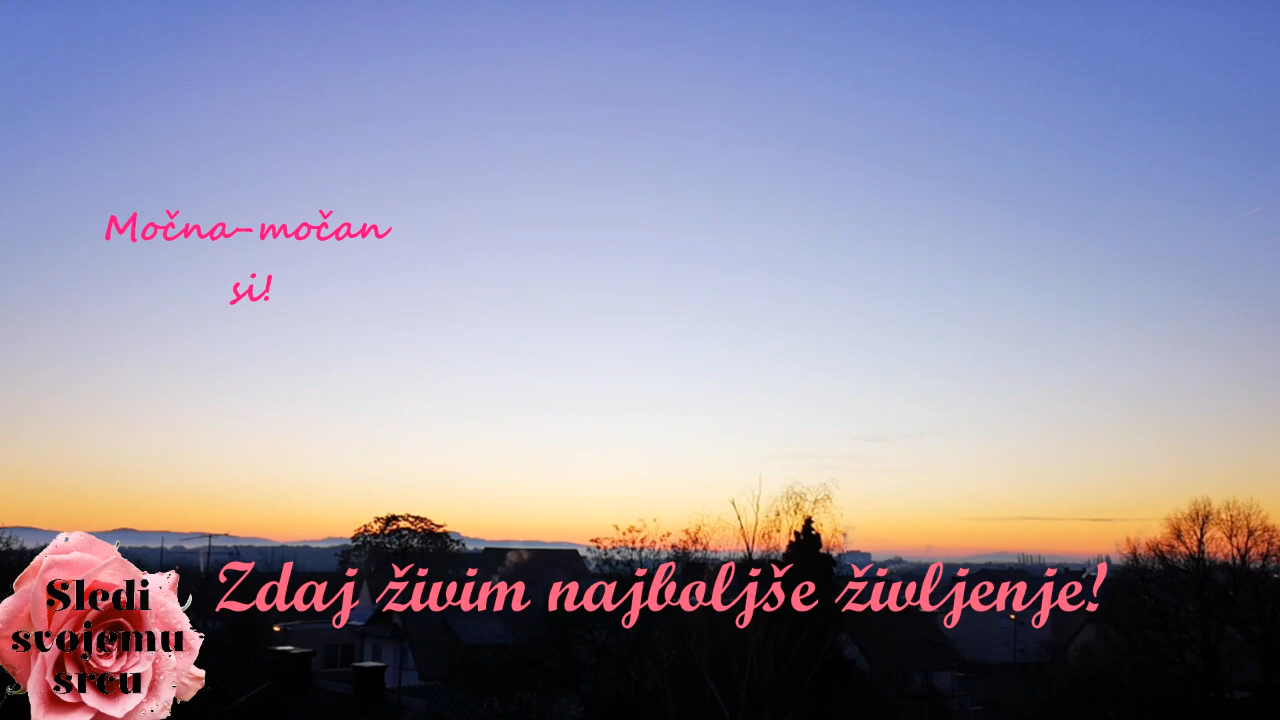 Močna-močan
si!
Zdaj živim najboljše življenje!
Sledi
svojemu
srcu